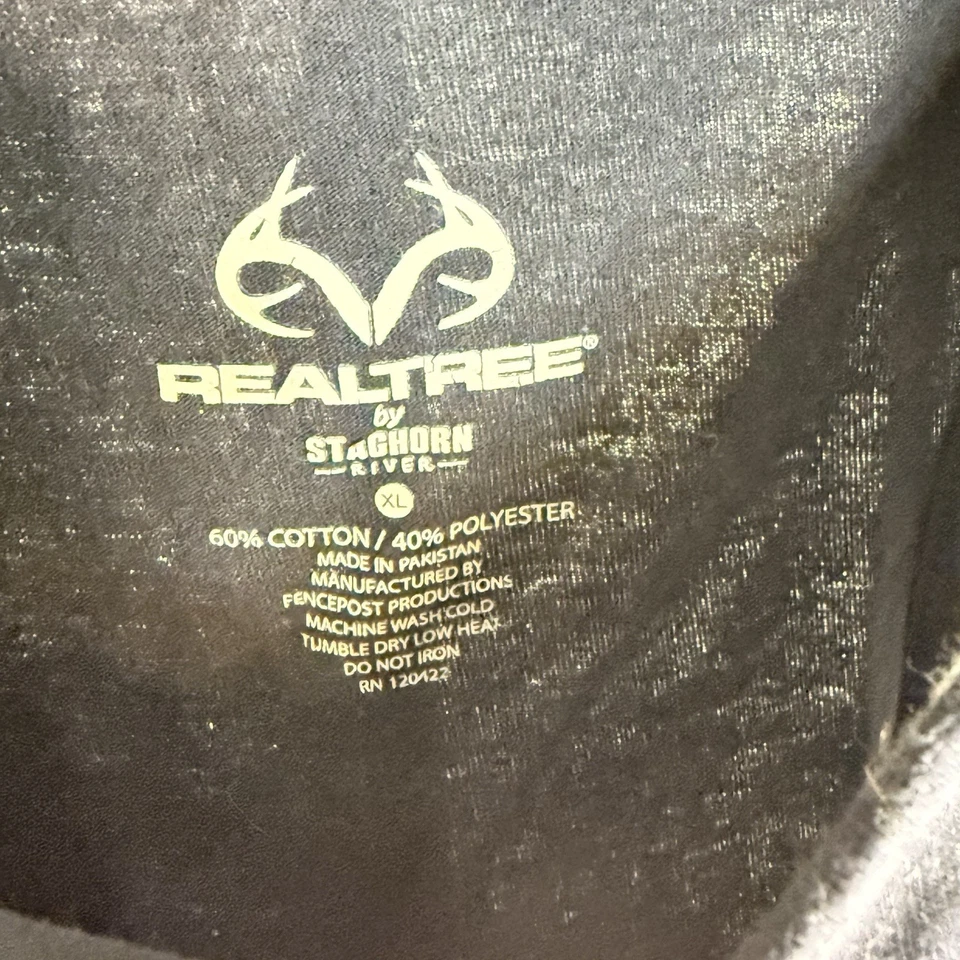 REALTREE®
by
STAGHORN
RIVER
XL
60% COTTON / 40% POLYESTER
MADE IN PAKISTAN
MANUFACTURED BY
FENCEPOST PRODUCTIONS
MACHINE WASH COLD
TUMBLE DRY LOW HEAT
DO NOT IRON
RN 120422